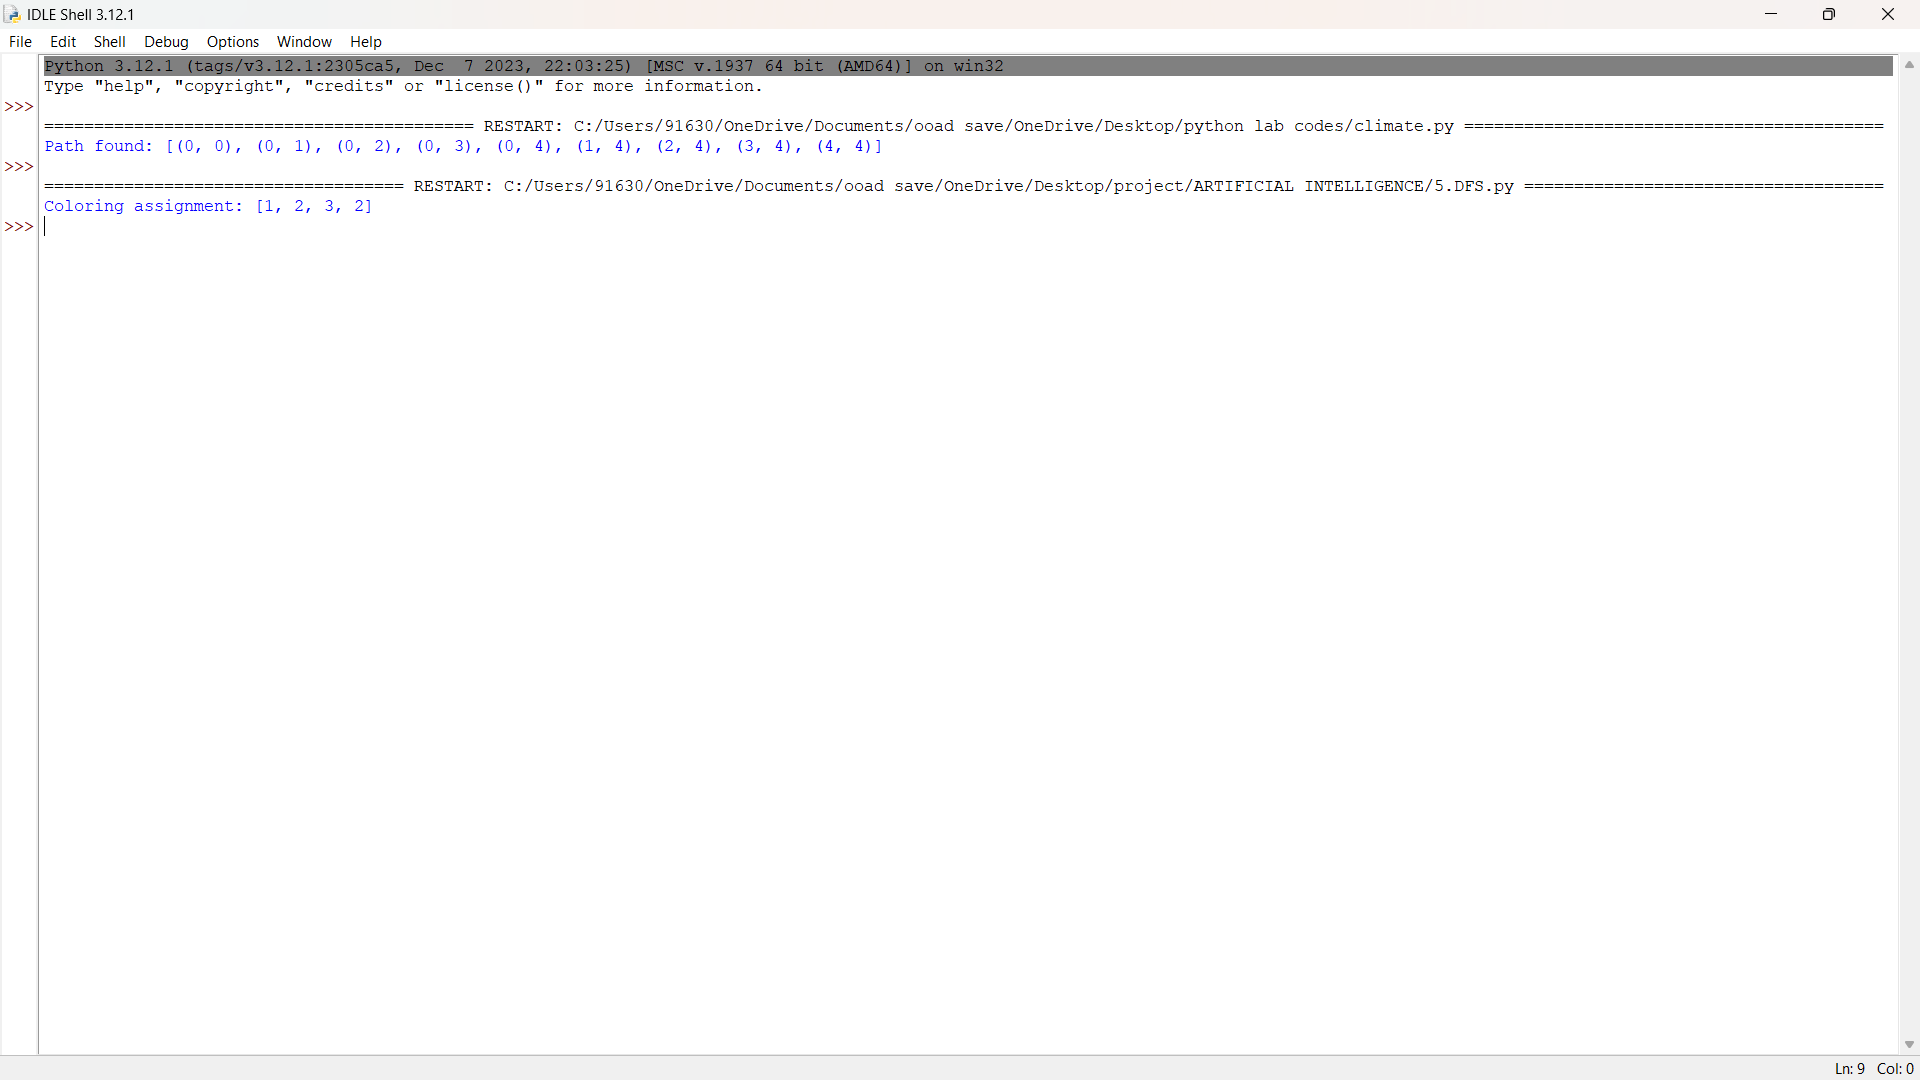 IDLE Shell 3.12.1
File Edit Shell Debug Options Window Help
Python 3.12.1 (tags/v3.12.1:2305ca5, Dec  7 2023, 22:03:25) [MSC v.1937 64 bit (AMD64)] on win32
Type "help", "copyright", "credits" or "license()" for more information.
>>>
=========================================== RESTART: C:/Users/91630/OneDrive/Documents/ooad save/OneDrive/Desktop/python lab codes/climate.py ==========================================
Path found: [(0, 0), (0, 1), (0, 2), (0, 3), (0, 4), (1, 4), (2, 4), (3, 4), (4, 4)]
>>>
==================================== RESTART: C:/Users/91630/OneDrive/Documents/ooad save/OneDrive/Desktop/project/ARTIFICIAL INTELLIGENCE/5.DFS.py ====================================
Coloring assignment: [1, 2, 3, 2]
>>>
Ln: 9 Col: 0